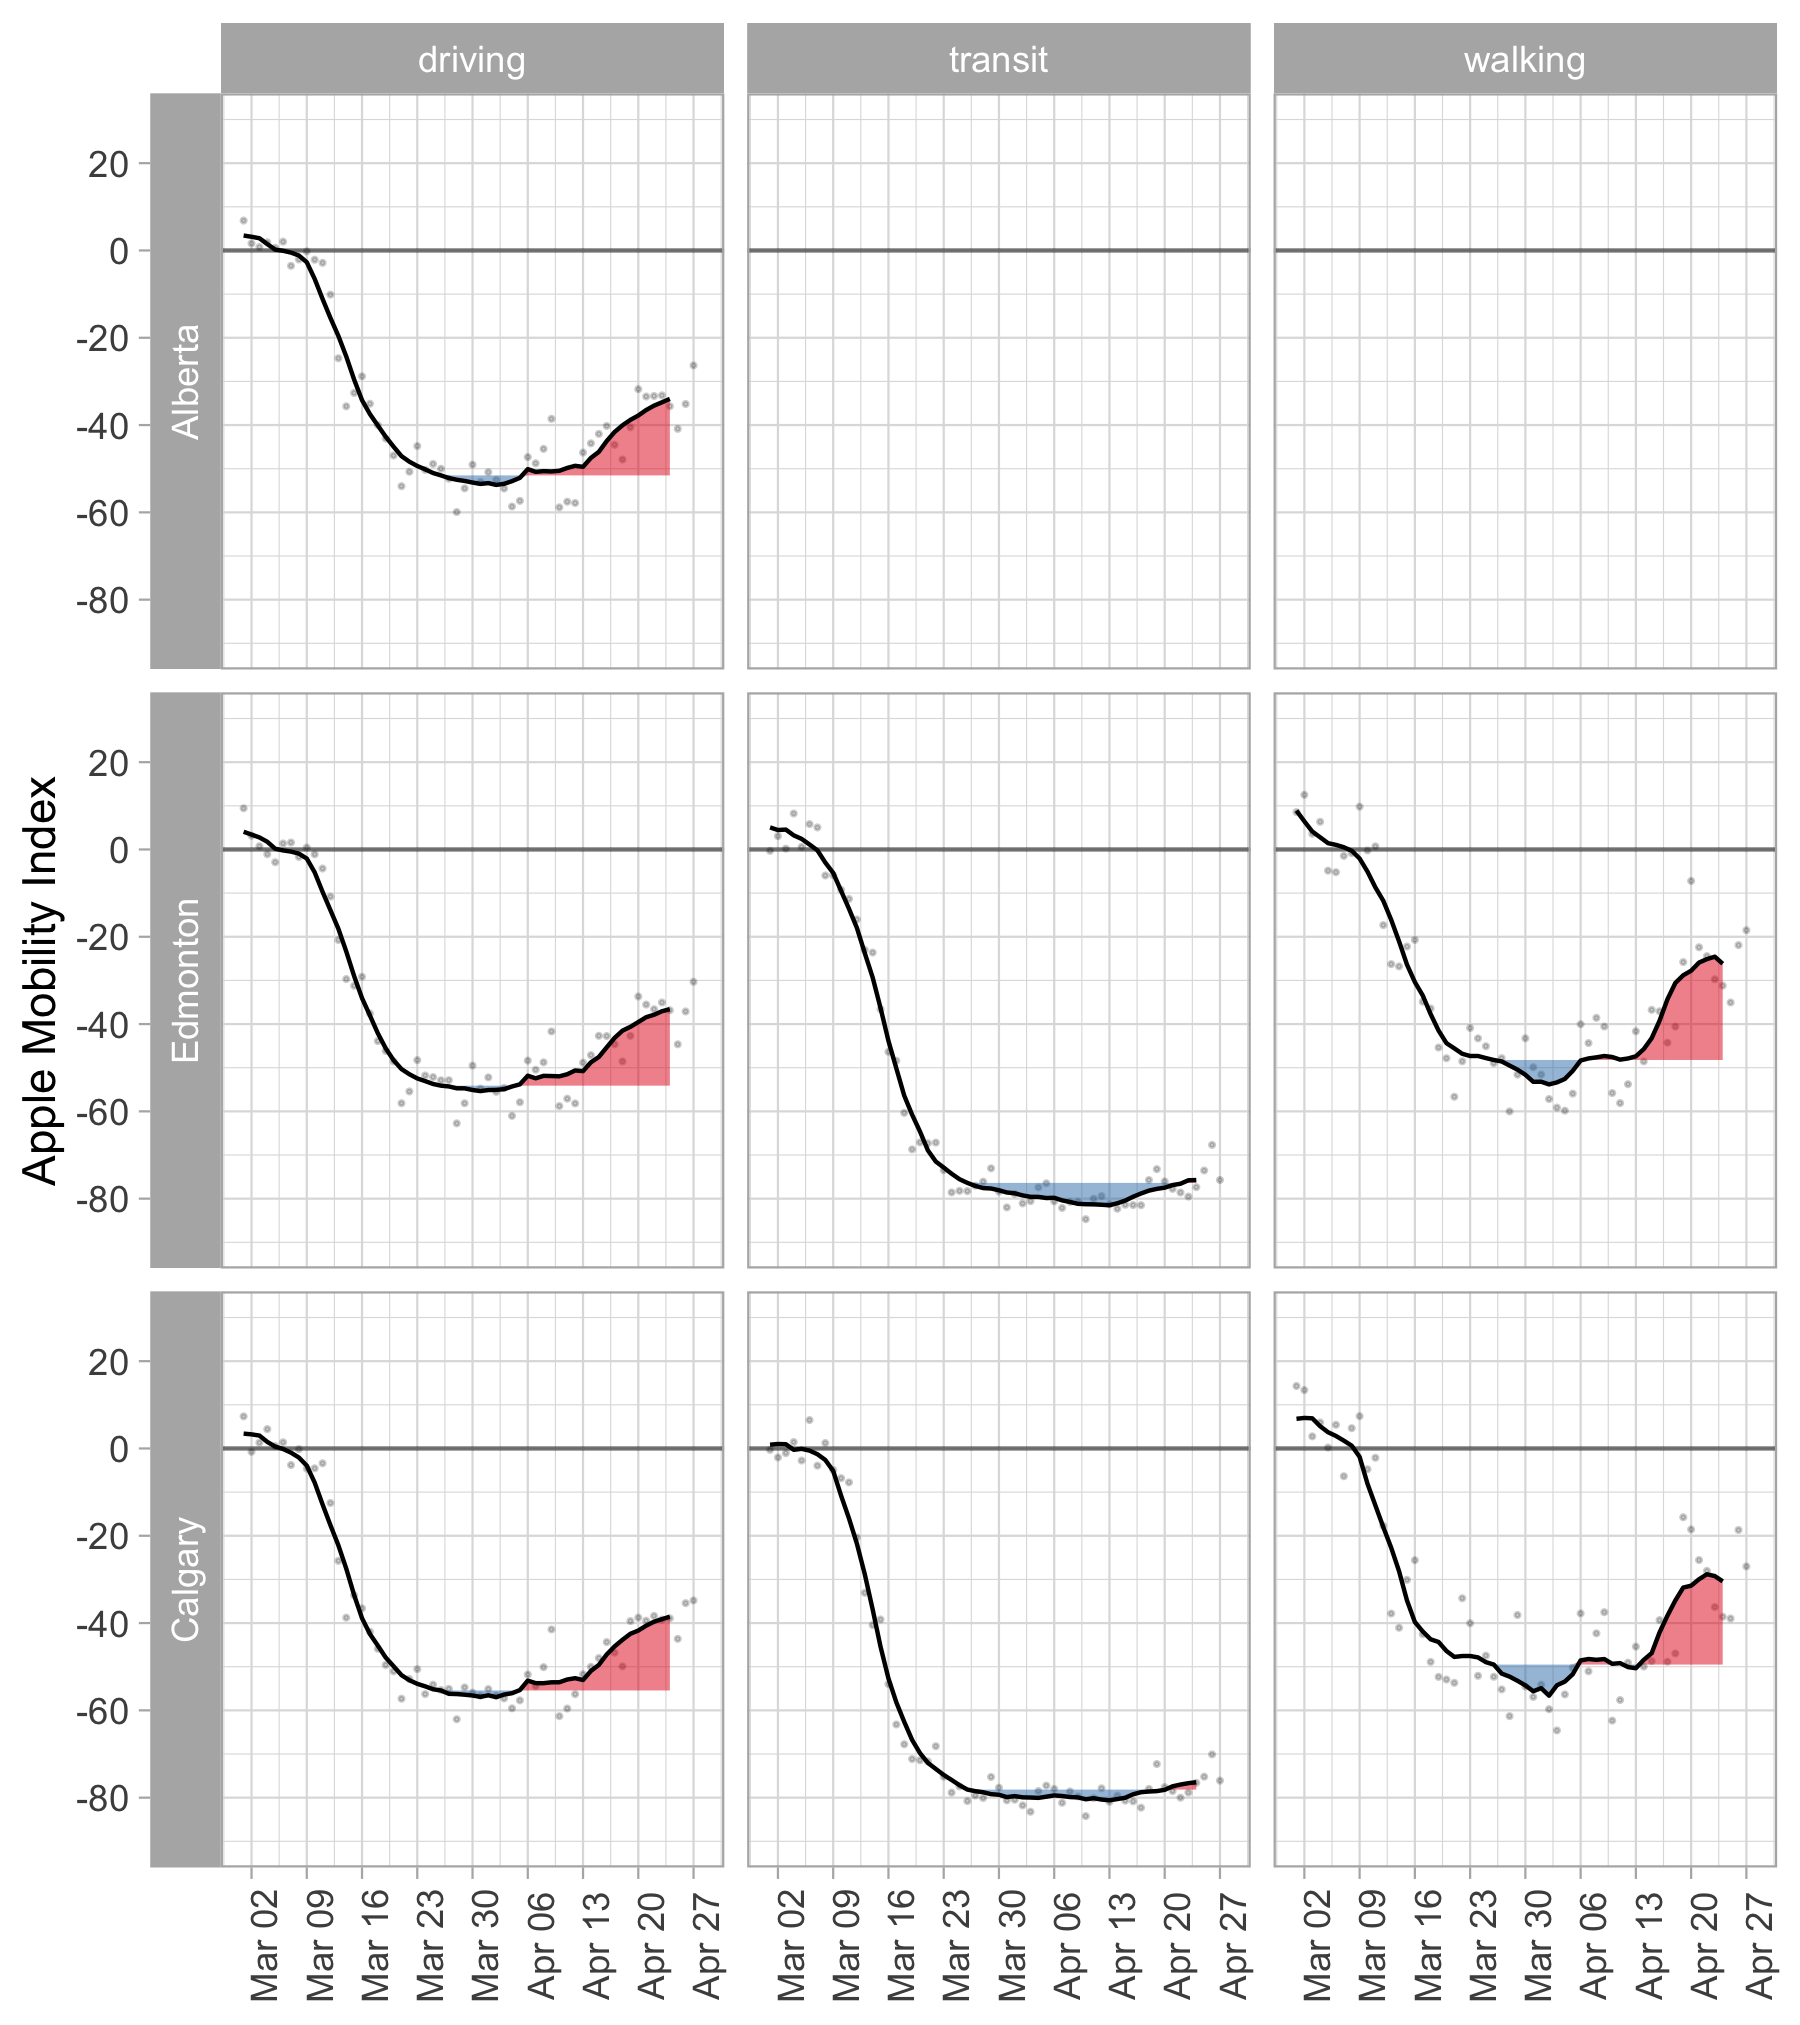 driving
transit
walking
Apple Mobility Index
Alberta
20
0
-20
-40
-60
-80
Edmonton
20
0
-20
-40
-60
-80
Calgary
20
0
-20
-40
-60
-80
Mar 02
Mar 09
Mar 16
Mar 23
Mar 30
Apr 06
Apr 13
Apr 20
Apr 27
Mar 02
Mar 09
Mar 16
Mar 23
Mar 30
Apr 06
Apr 13
Apr 20
Apr 27
Mar 02
Mar 09
Mar 16
Mar 23
Mar 30
Apr 06
Apr 13
Apr 20
Apr 27